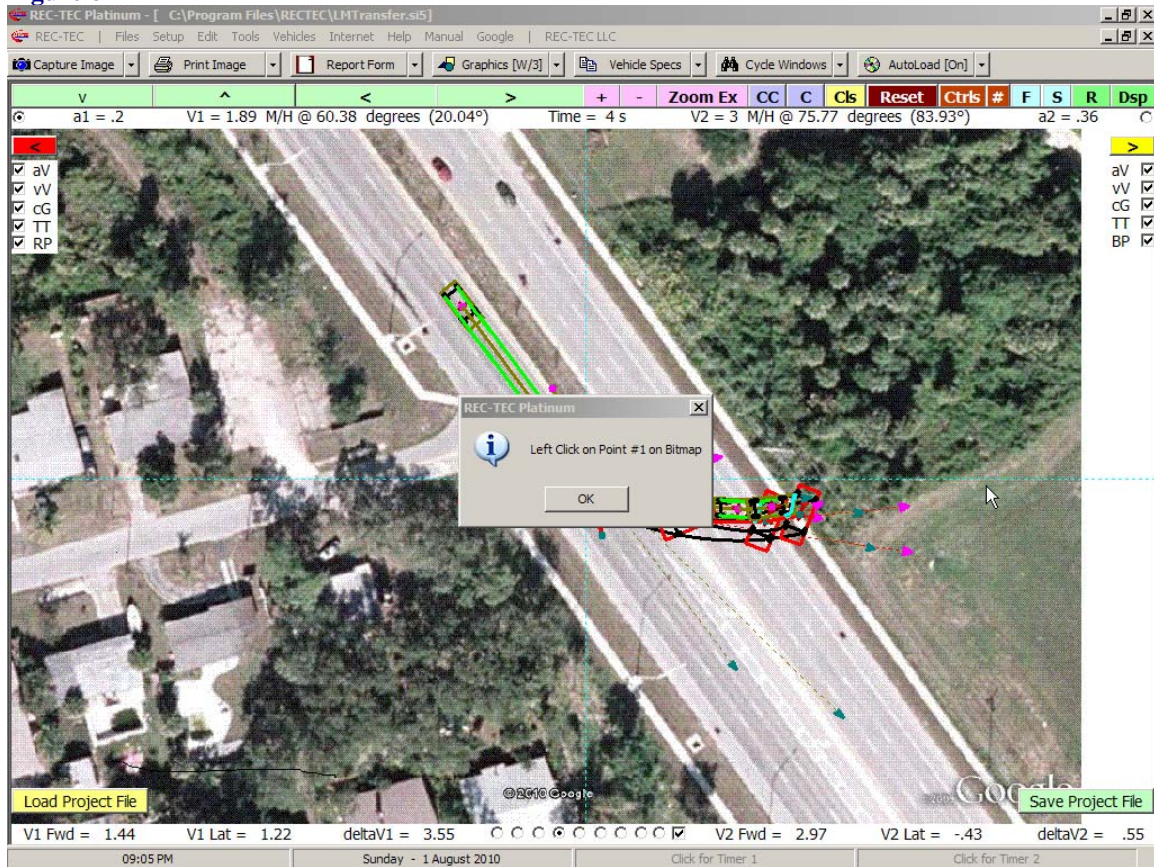 REC-TEC Platinum - [ C:\Program Files\RECTEC\LMTransfer.si5]
REC-TEC | Files Setup Edit Tools Vehicles Internet Help Manual Google | REC-TEC LLC
Capture Image Print Image Report Form Graphics [W/3] Vehicle Specs Cycle Windows AutoLoad [On]
v ^ < > + - Zoom Ex CC C Cls Reset Ctrls # F S R Dsp
a1 = .2 V1 = 1.89 M/H @ 60.38 degrees (20.04°) Time = 4 s V2 = 3 M/H @ 75.77 degrees (83.93°) a2 = .36
< >
aV aV
vV vV
cG cG
TT TT
RP BP
REC-TEC Platinum
Left Click on Point #1 on Bitmap
OK
©2010 Google
Google
Load Project File Save Project File
V1 Fwd = 1.44 V1 Lat = 1.22 deltaV1 = 3.55 V2 Fwd = 2.97 V2 Lat = -.43 deltaV2 = .55
09:05 PM Sunday - 1 August 2010 Click for Timer 1 Click for Timer 2